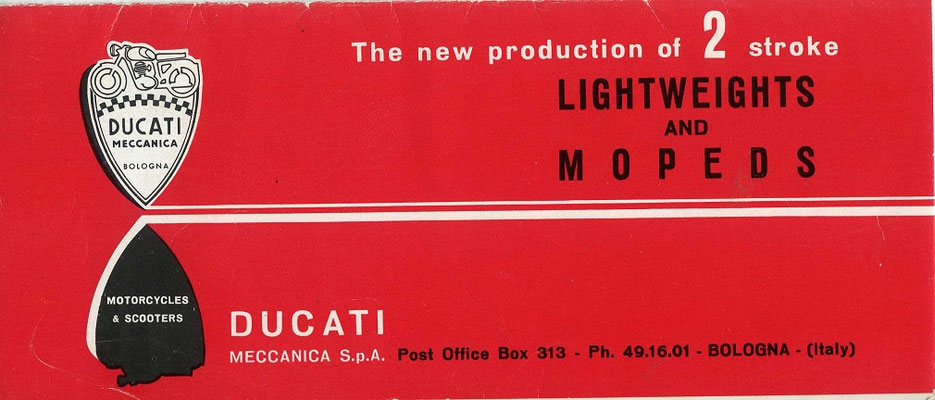 The new production of 2 stroke
LIGHTWEIGHTS
AND
MOPEDS
DUCATI
MECCANICA
BOLOGNA
MOTORCYCLES
& SCOOTERS
DUCATI
MECCANICA S.p.A. Post Office Box 313 - Ph. 49.16.01 - BOLOGNA - (Italy)